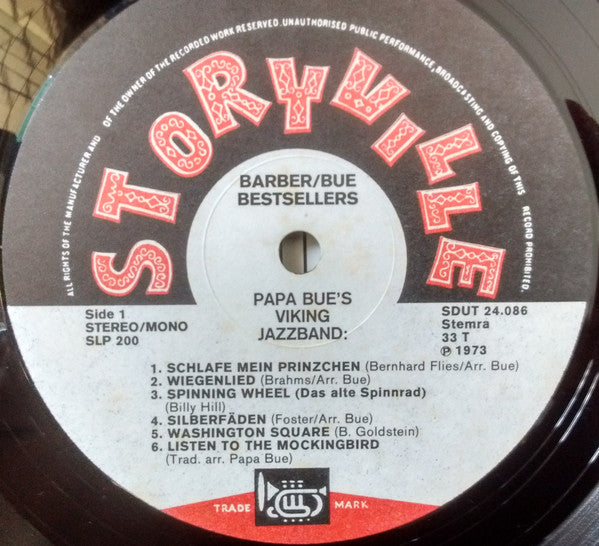 ALL RIGHTS OF THE MANUFACTURER AND OF THE OWNER OF THE RECORDED WORK RESERVED. UNAUTHORISED PUBLIC PERFORMANCE, BROADCASTING AND COPYING OF THIS RECORD PROHIBITED.
STORYVILLE
BARBER/BUE
BESTSELLERS
PAPA BUE'S
VIKING
JAZZBAND:
Side 1
STEREO/MONO
SLP 200
SDUT 24.086
Stemra
33 T
℗ 1973
1. SCHLAFE MEIN PRINZCHEN (Bernhard Flies/Arr. Bue)
2. WIEGENLIED (Brahms/Arr. Bue)
3. SPINNING WHEEL (Das alte Spinnrad)
(Billy Hill)
4. SILBERFÄDEN (Foster/Arr. Bue)
5. WASHINGTON SQUARE (B. Goldstein)
6. LISTEN TO THE MOCKINGBIRD
(Trad. arr. Papa Bue)
TRADE MARK